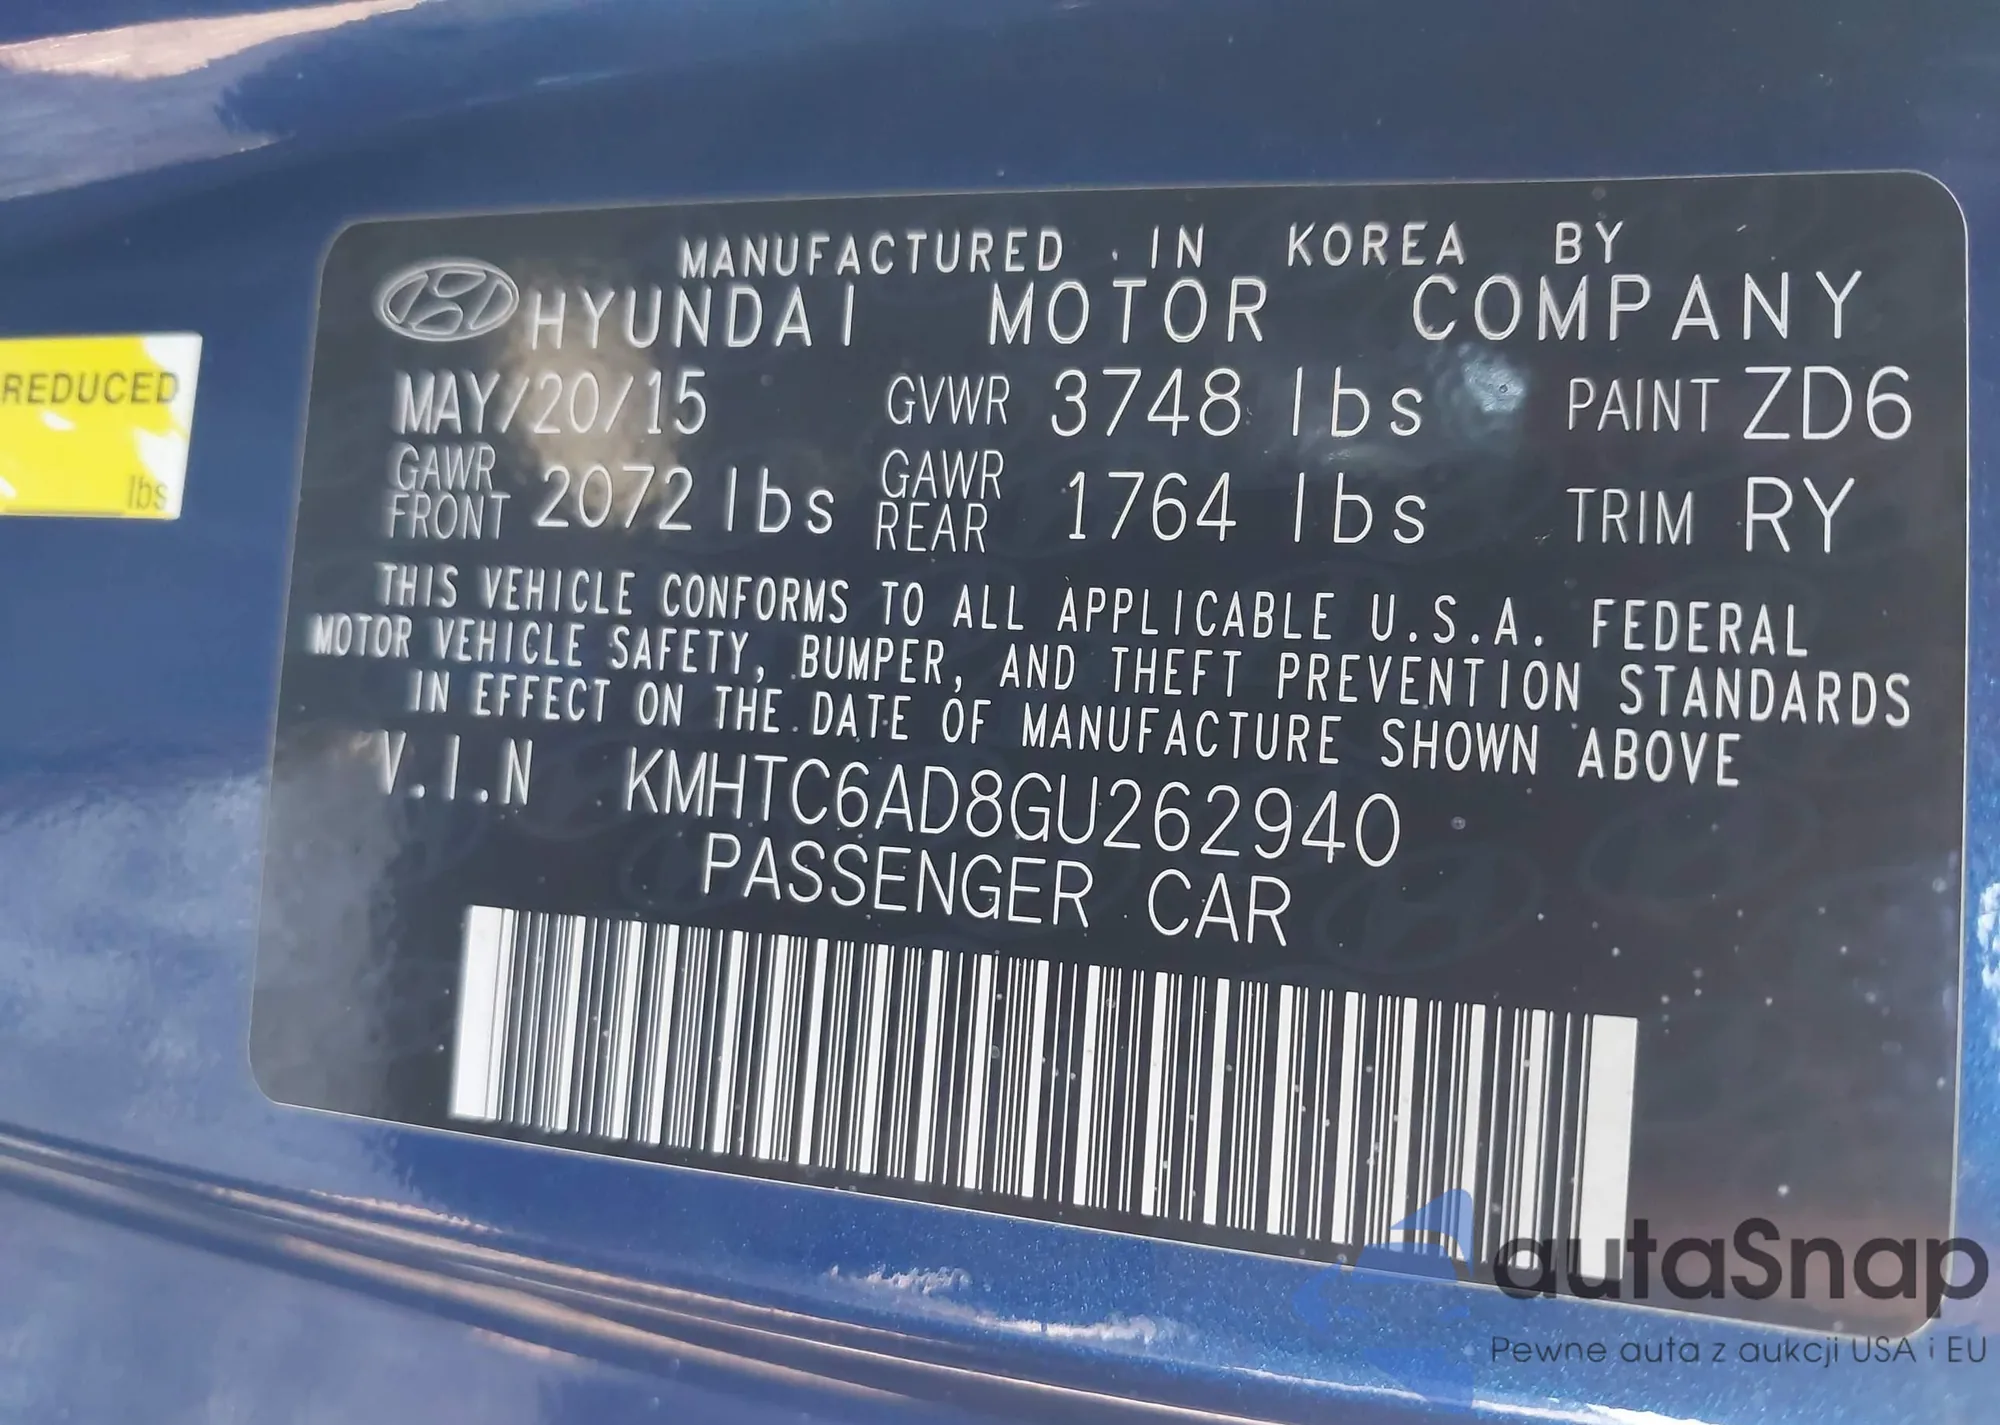 MANUFACTURED IN KOREA BY
HYUNDAI MOTOR COMPANY
MAY/20/15 GVWR 3748 lbs PAINT ZD6
GAWR FRONT 2072 lbs GAWR REAR 1764 lbs TRIM RY
THIS VEHICLE CONFORMS TO ALL APPLICABLE U.S.A. FEDERAL
MOTOR VEHICLE SAFETY, BUMPER, AND THEFT PREVENTION STANDARDS
IN EFFECT ON THE DATE OF MANUFACTURE SHOWN ABOVE
V.I.N KMHTC6AD8GU262940
PASSENGER CAR
REDUCED
lbs
autaSnap
Pewne auta z aukcji USA i EU